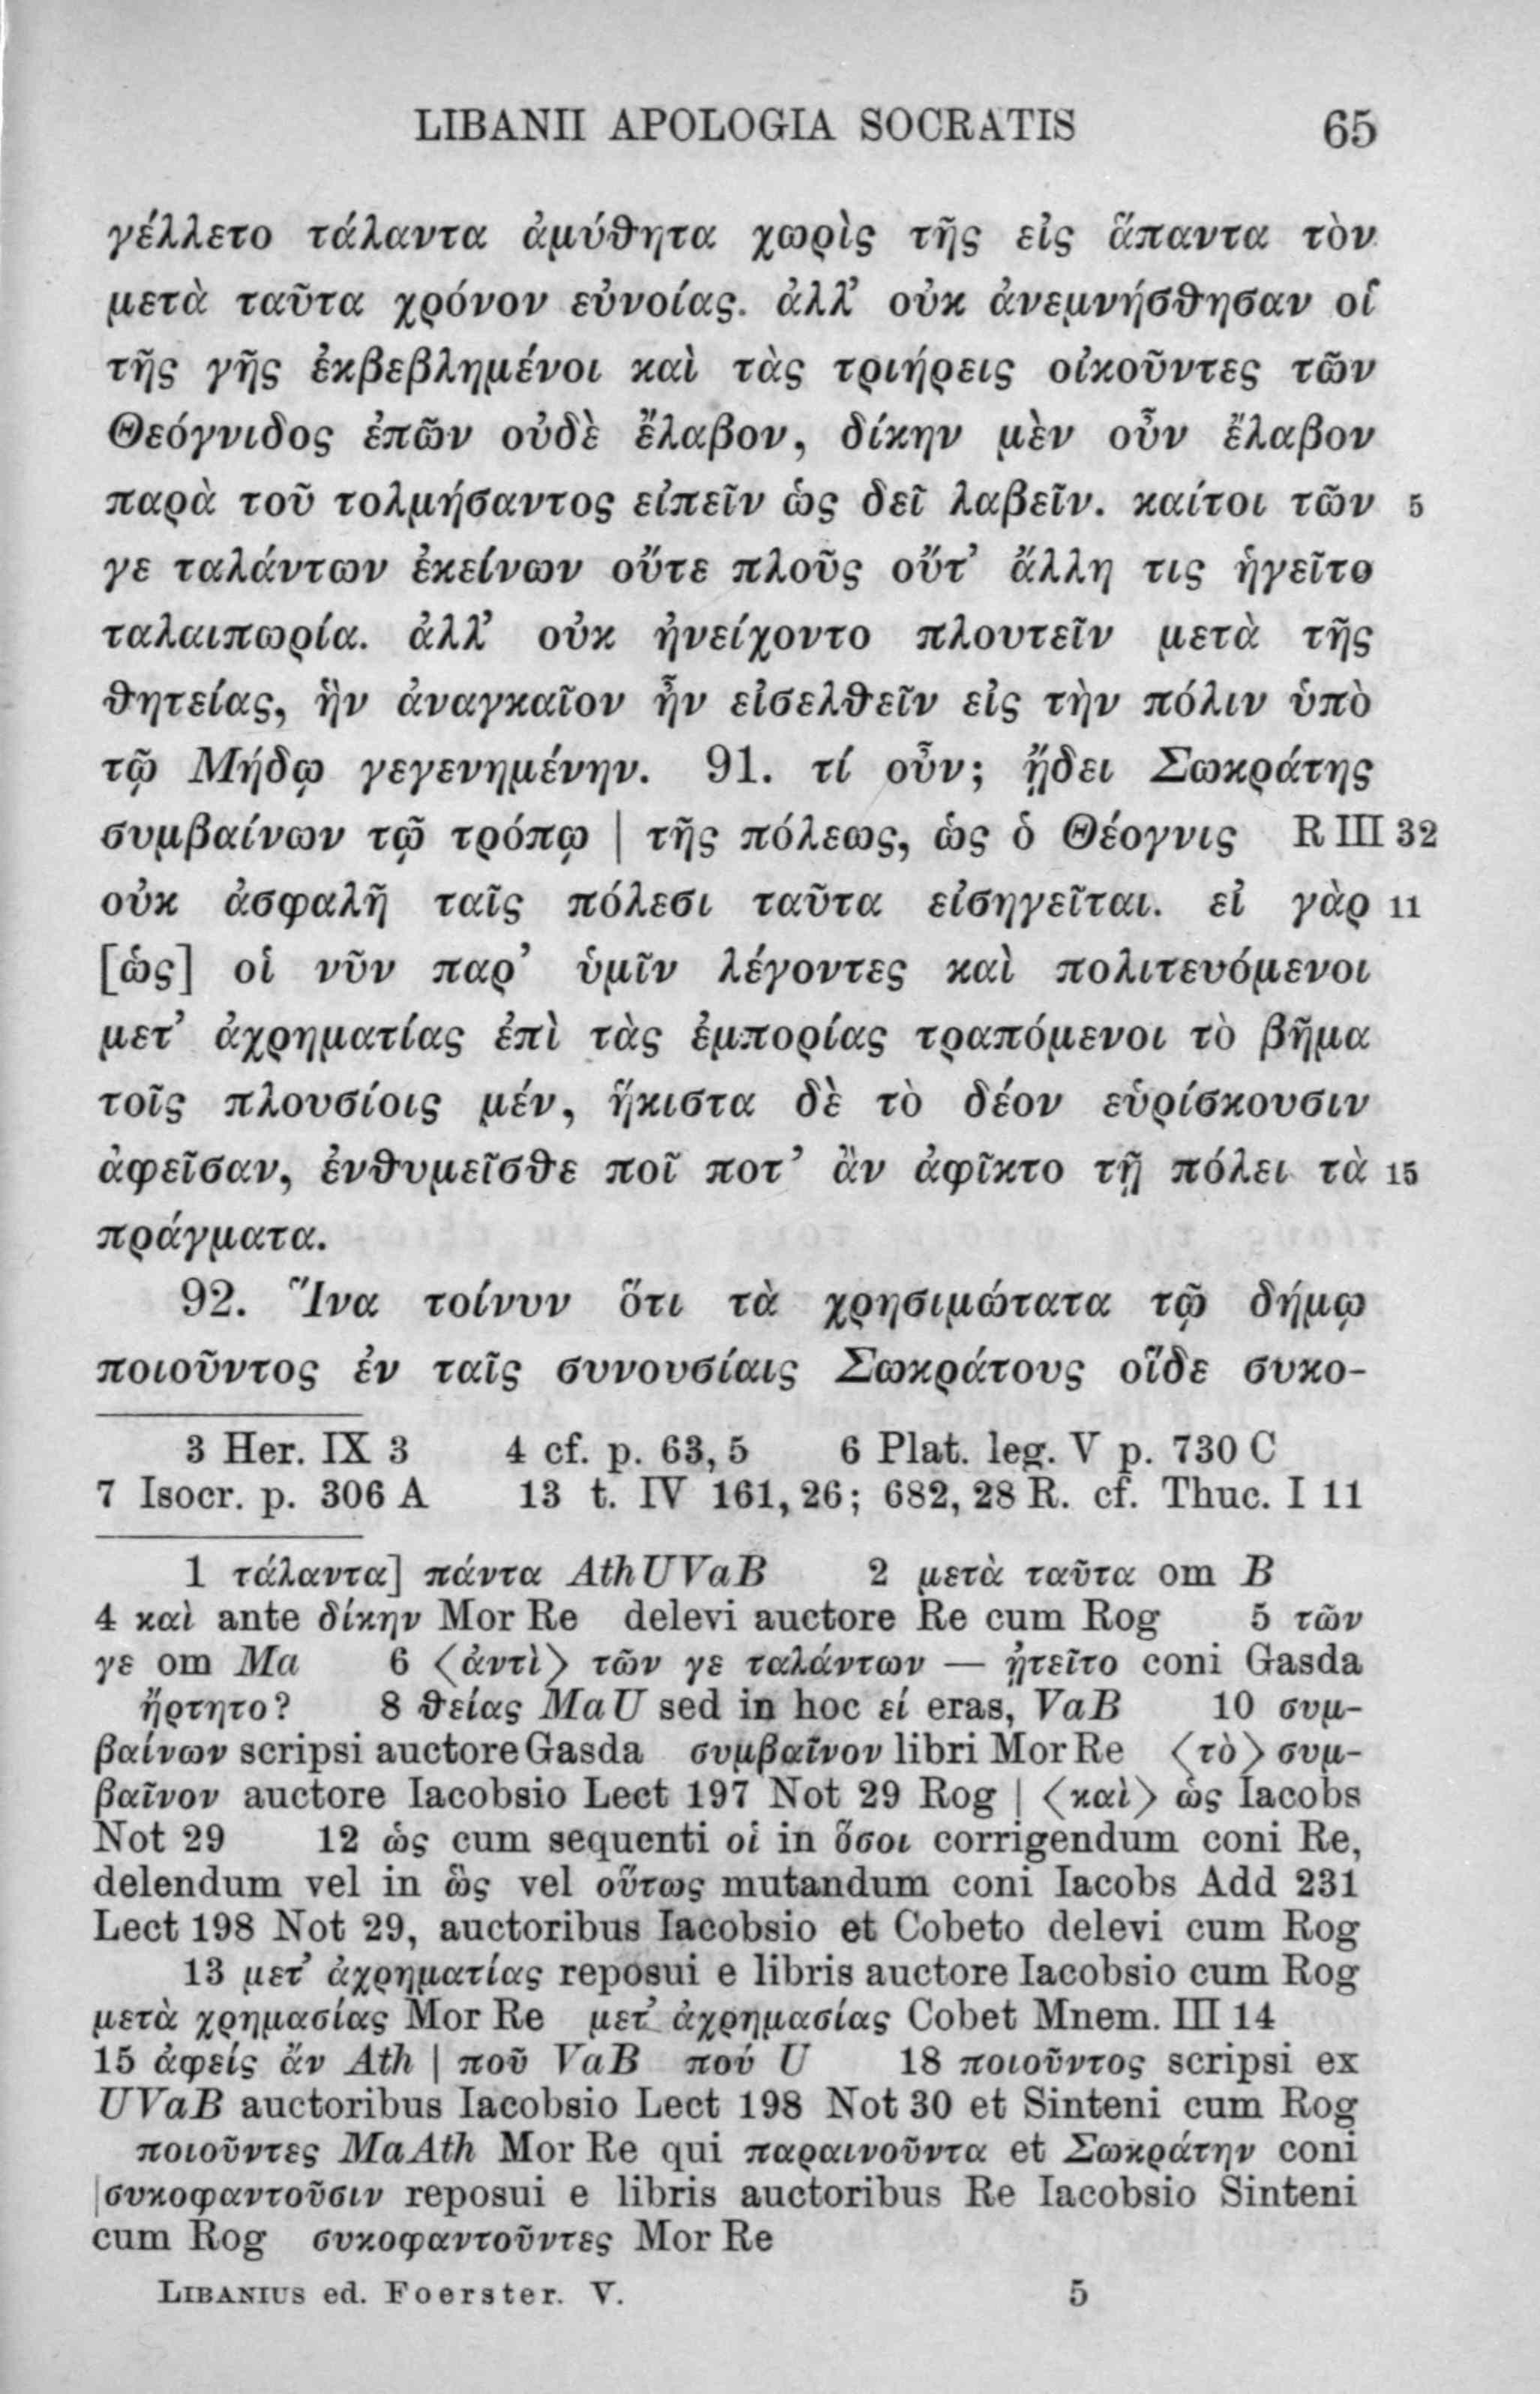 LIBANII APOLOGIA SOCRATIS 65
γέλλετο τάλαντα ἀμύθητα χωρὶς τῆς εἰς ἅπαντα τὸν
μετὰ ταῦτα χρόνον εὐνοίας. ἀλλ’ οὐκ ἀνεμνήσθησαν οἱ
τῆς γῆς ἐκβεβλημένοι καὶ τὰς τριήρεις οἰκοῦντες τῶν
Θεόγνιδος ἐπῶν οὐδὲ ἔλαβον, δίκην μὲν οὖν ἔλαβον
παρὰ τοῦ τολμήσαντος εἰπεῖν ὡς δεῖ λαβεῖν. καίτοι τῶν 5
γε ταλάντων ἐκείνων οὔτε πλοῦς οὔτ’ ἄλλη τις ἡγεῖτο
ταλαιπωρία. ἀλλ’ οὐκ ἠνείχοντο πλουτεῖν μετὰ τῆς
θητείας, ἣν ἀναγκαῖον ἦν εἰσελθεῖν εἰς τὴν πόλιν ὑπὸ
τῷ Μήδῳ γεγενημένην. 91. τί οὖν; ᾔδει Σωκράτης
συμβαίνων τῷ τρόπῳ | τῆς πόλεως, ὡς ὁ Θέογνις R III 32
οὐκ ἀσφαλῆ ταῖς πόλεσι ταῦτα εἰσηγεῖται. εἰ γὰρ 11
[ὡς] οἱ νῦν παρ’ ὑμῖν λέγοντες καὶ πολιτευόμενοι
μετ’ ἀχρηματίας ἐπὶ τὰς ἐμπορίας τραπόμενοι τὸ βῆμα
τοῖς πλουσίοις μέν, ἥκιστα δὲ τὸ δέον εὑρίσκουσιν
ἀφεῖσαν, ἐνθυμεῖσθε ποῖ ποτ’ ἂν ἀφῖκτο τῇ πόλει τὰ 15
πράγματα.
92. Ἵνα τοίνυν ὅτι τὰ χρησιμώτατα τῷ δήμῳ
ποιοῦντος ἐν ταῖς συνουσίαις Σωκράτους οἵδε συκο-
3 Her. IX 3 4 cf. p. 63, 5 6 Plat. leg. V p. 730 C
7 Isocr. p. 306 A 13 t. IV 161, 26; 682, 28 R. cf. Thuc. I 11
1 τάλαντα] πάντα AthUVaB 2 μετὰ ταῦτα om B
4 καὶ ante δίκην Mor Re delevi auctore Re cum Rog 5 τῶν
γε om Ma 6 〈ἀντὶ〉 τῶν γε ταλάντων — ᾐτεῖτο coni Gasda
ἤρτητο? 8 θείας MaU sed in hoc εί eras, VaB 10 συμ-
βαίνων scripsi auctore Gasda συμβαῖνον libri Mor Re 〈τὸ〉 συμ-
βαῖνον auctore Iacobsio Lect 197 Not 29 Rog | 〈καὶ〉 ὡς Iacobs
Not 29 12 ὡς cum sequenti οἱ in ὅσοι corrigendum coni Re,
delendum vel in ὣς vel οὕτως mutandum coni Iacobs Add 231
Lect 198 Not 29, auctoribus Iacobsio et Cobeto delevi cum Rog
13 μετ’ ἀχρηματίας reposui e libris auctore Iacobsio cum Rog
μετὰ χρημασίας Mor Re μετ’ ἀχρημασίας Cobet Mnem. III 14
15 ἀφείς ἄν Ath | ποῦ VaB πού U 18 ποιοῦντος scripsi ex
UVaB auctoribus Iacobsio Lect 198 Not 30 et Sinteni cum Rog
ποιοῦντες MaAth Mor Re qui παραινοῦντα et Σωκράτην coni
|συκοφαντοῦσιν reposui e libris auctoribus Re Iacobsio Sinteni
cum Rog συκοφαντοῦντες Mor Re
LIBANIUS ed. Foerster. V. 5